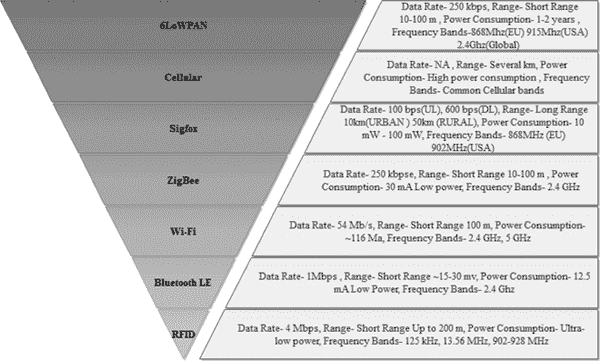 6LoWPAN
Data Rate- 250 kbps, Range- Short Range
10-100 m , Power Consumption- 1-2 years ,
Frequency Bands-868Mhz(EU) 915Mhz(USA)
2.4Ghz(Global)
Cellular
Data Rate- NA , Range- Several km, Power
Consumption- High power consumption , Frequency
Bands- Common Cellular bands
Sigfox
Data Rate- 100 bps(UL), 600 bps(DL), Range- Long Range
10km(URBAN ) 50km (RURAL), Power Consumption- 10
mW - 100 mW, Frequency Bands- 868MHz (EU)
902MHz(USA)
ZigBee
Data Rate- 250 kbpse, Range- Short Range 10-100 m , Power
Consumption- 30 mA Low power, Frequency Bands- 2.4 GHz
Wi-Fi
Data Rate- 54 Mb/s, Range- Short Range 100 m, Power Consumption-
~116 Ma, Frequency Bands- 2.4 GHz, 5 GHz
Bluetooth LE
Data Rate- 1Mbps , Range- Short Range ~15-30 mv, Power Consumption- 12.5
mA Low Power, Frequency Bands- 2.4 Ghz
RFID
Data Rate- 4 Mbps, Range- Short Range Up to 200 m, Power Consumption- Ultra-
low power, Frequency Bands- 125 kHz, 13.56 MHz, 902-928 MHz